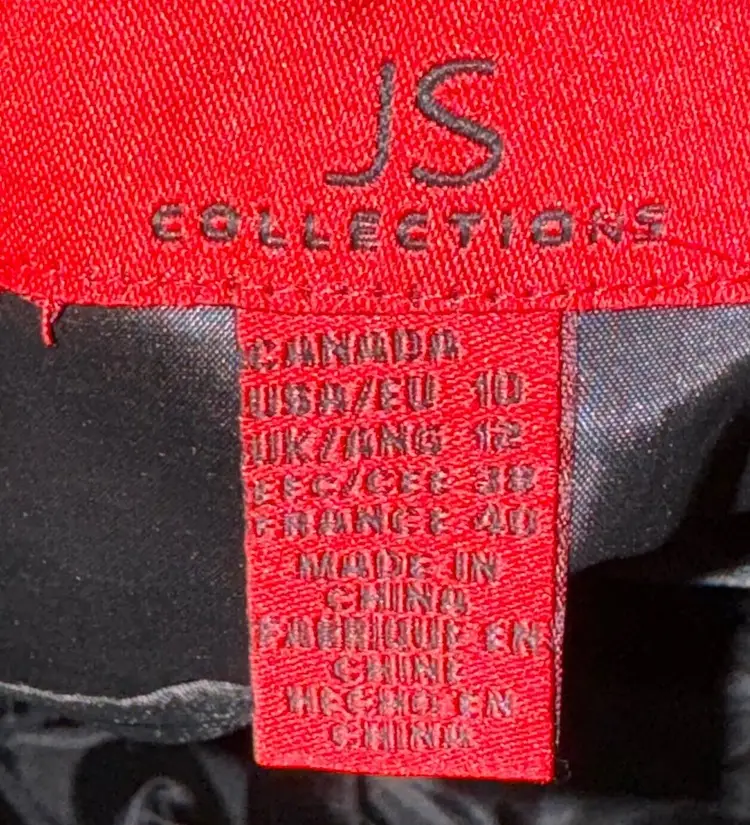 JS
COLLECTIONS
CANADA
USA/EU 10
UK/ANG 12
EEC/CEE 38
FRANCE 40
MADE IN
CHINA
FABRIQUE EN
CHINE
HECHO EN
CHINA